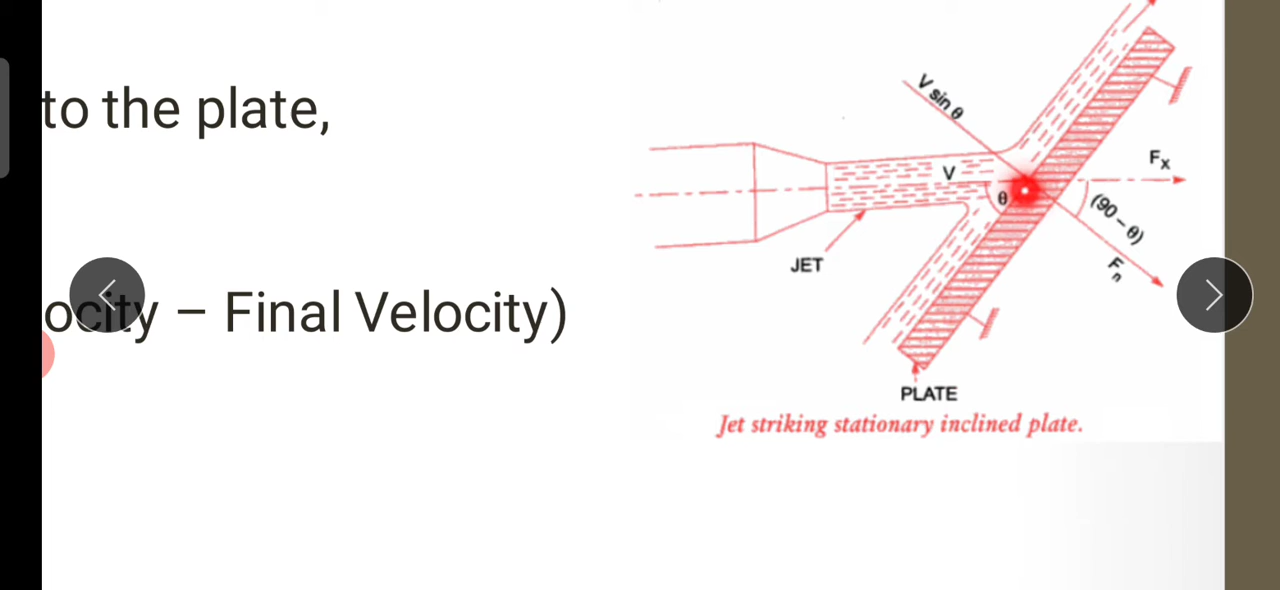 to the plate,
ocity – Final Velocity)
V sin θ
V
θ
Fx
(90 – θ)
Fn
JET
PLATE
Jet striking stationary inclined plate.